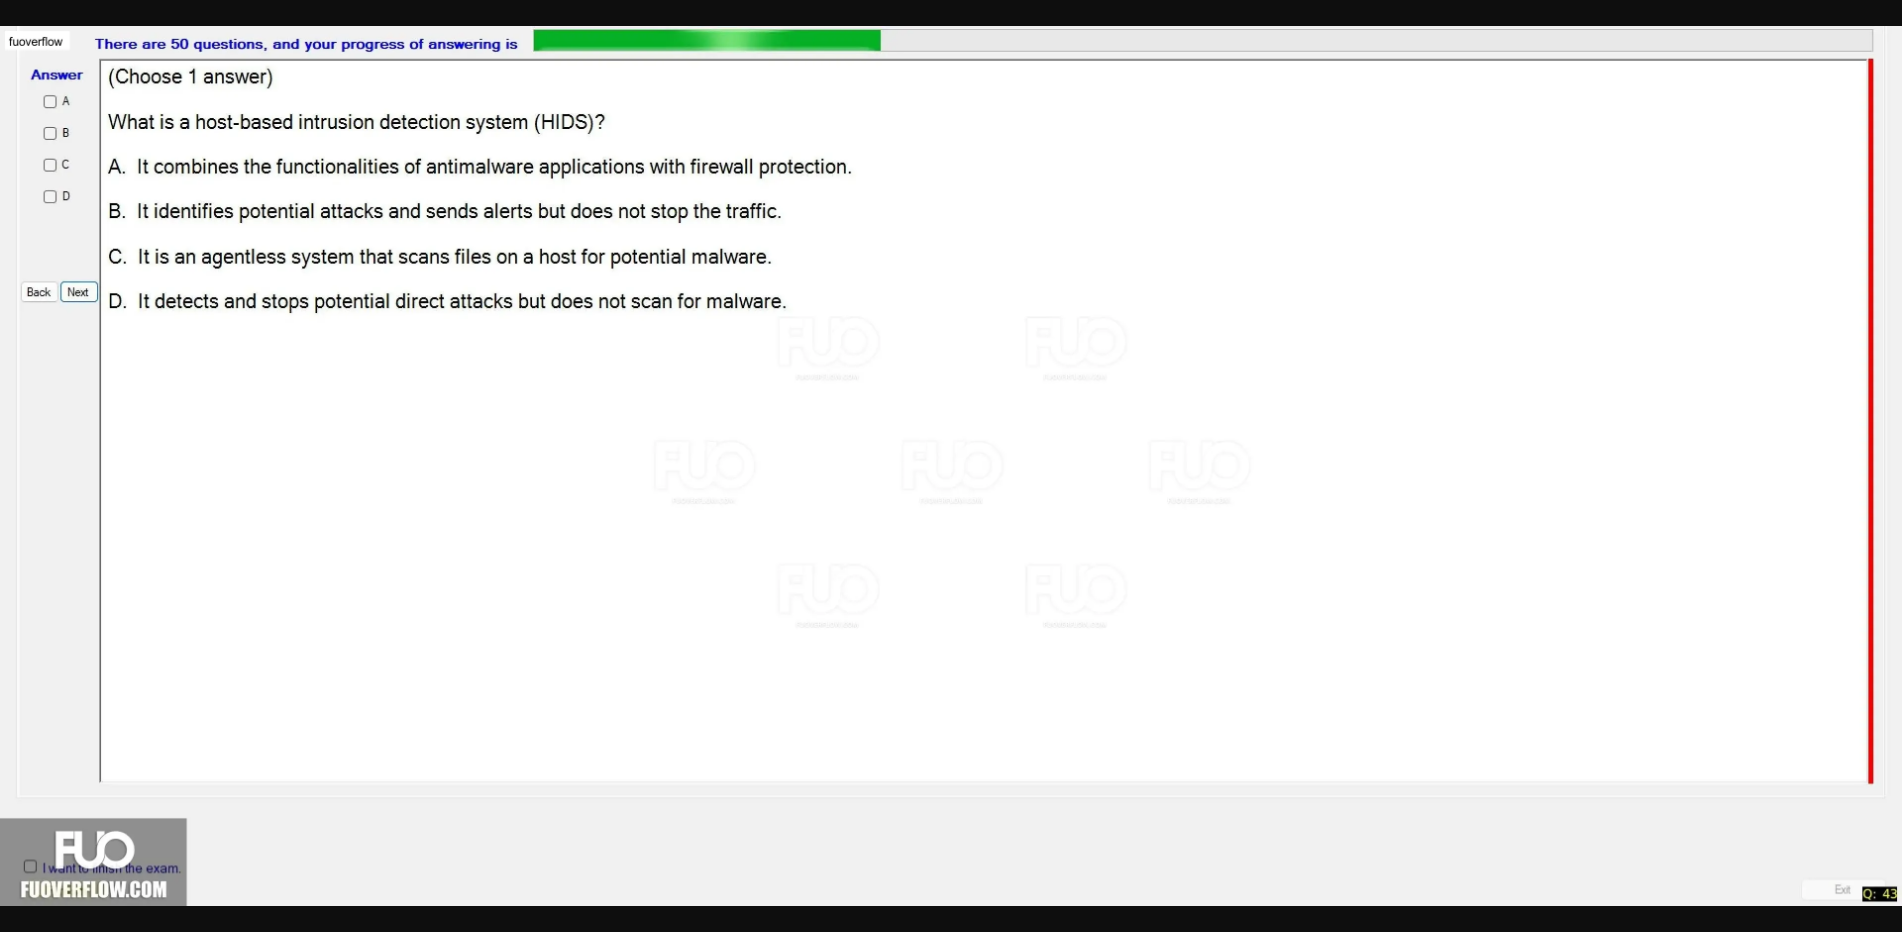 fuoverflow
There are 50 questions, and your progress of answering is
Answer
(Choose 1 answer)
A
What is a host-based intrusion detection system (HIDS)?
B
A. It combines the functionalities of antimalware applications with firewall protection.
C
D
B. It identifies potential attacks and sends alerts but does not stop the traffic.
C. It is an agentless system that scans files on a host for potential malware.
Back Next
D. It detects and stops potential direct attacks but does not scan for malware.
FUO FUO
FUO FUO FUO
FUO FUO
FUO
I want to finish the exam.
FUOVERFLOW.COM
Exit
Q: 43